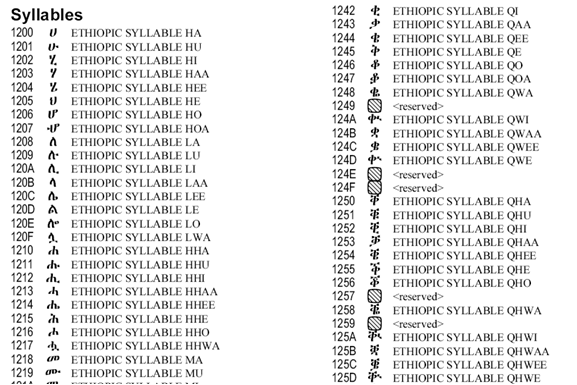 Syllables
1200 ሀ ETHIOPIC SYLLABLE HA
1201 ሁ ETHIOPIC SYLLABLE HU
1202 ሂ ETHIOPIC SYLLABLE HI
1203 ሃ ETHIOPIC SYLLABLE HAA
1204 ሄ ETHIOPIC SYLLABLE HEE
1205 ህ ETHIOPIC SYLLABLE HE
1206 ሆ ETHIOPIC SYLLABLE HO
1207 ሇ ETHIOPIC SYLLABLE HOA
1208 ለ ETHIOPIC SYLLABLE LA
1209 ሉ ETHIOPIC SYLLABLE LU
120A ሊ ETHIOPIC SYLLABLE LI
120B ላ ETHIOPIC SYLLABLE LAA
120C ሌ ETHIOPIC SYLLABLE LEE
120D ል ETHIOPIC SYLLABLE LE
120E ሎ ETHIOPIC SYLLABLE LO
120F ሏ ETHIOPIC SYLLABLE LWA
1210 ሐ ETHIOPIC SYLLABLE HHA
1211 ሑ ETHIOPIC SYLLABLE HHU
1212 ሒ ETHIOPIC SYLLABLE HHI
1213 ሓ ETHIOPIC SYLLABLE HHAA
1214 ሔ ETHIOPIC SYLLABLE HHEE
1215 ሕ ETHIOPIC SYLLABLE HHE
1216 ሖ ETHIOPIC SYLLABLE HHO
1217 ሗ ETHIOPIC SYLLABLE HHWA
1218 መ ETHIOPIC SYLLABLE MA
1219 ሙ ETHIOPIC SYLLABLE MU
1242 ቂ ETHIOPIC SYLLABLE QI
1243 ቃ ETHIOPIC SYLLABLE QAA
1244 ቄ ETHIOPIC SYLLABLE QEE
1245 ቅ ETHIOPIC SYLLABLE QE
1246 ቆ ETHIOPIC SYLLABLE QO
1247 ቇ ETHIOPIC SYLLABLE QOA
1248 ቈ ETHIOPIC SYLLABLE QWA
1249 <reserved>
124A ቊ ETHIOPIC SYLLABLE QWI
124B ቋ ETHIOPIC SYLLABLE QWAA
124C ቌ ETHIOPIC SYLLABLE QWEE
124D ቍ ETHIOPIC SYLLABLE QWE
124E <reserved>
124F <reserved>
1250 ቐ ETHIOPIC SYLLABLE QHA
1251 ቑ ETHIOPIC SYLLABLE QHU
1252 ቒ ETHIOPIC SYLLABLE QHI
1253 ቓ ETHIOPIC SYLLABLE QHAA
1254 ቔ ETHIOPIC SYLLABLE QHEE
1255 ቕ ETHIOPIC SYLLABLE QHE
1256 ቖ ETHIOPIC SYLLABLE QHO
1257 <reserved>
1258 ቘ ETHIOPIC SYLLABLE QHWA
1259 <reserved>
125A ቚ ETHIOPIC SYLLABLE QHWI
125B ቛ ETHIOPIC SYLLABLE QHWAA
125C ቜ ETHIOPIC SYLLABLE QHWEE
125D ቝ ETHIOPIC SYLLABLE QHWE